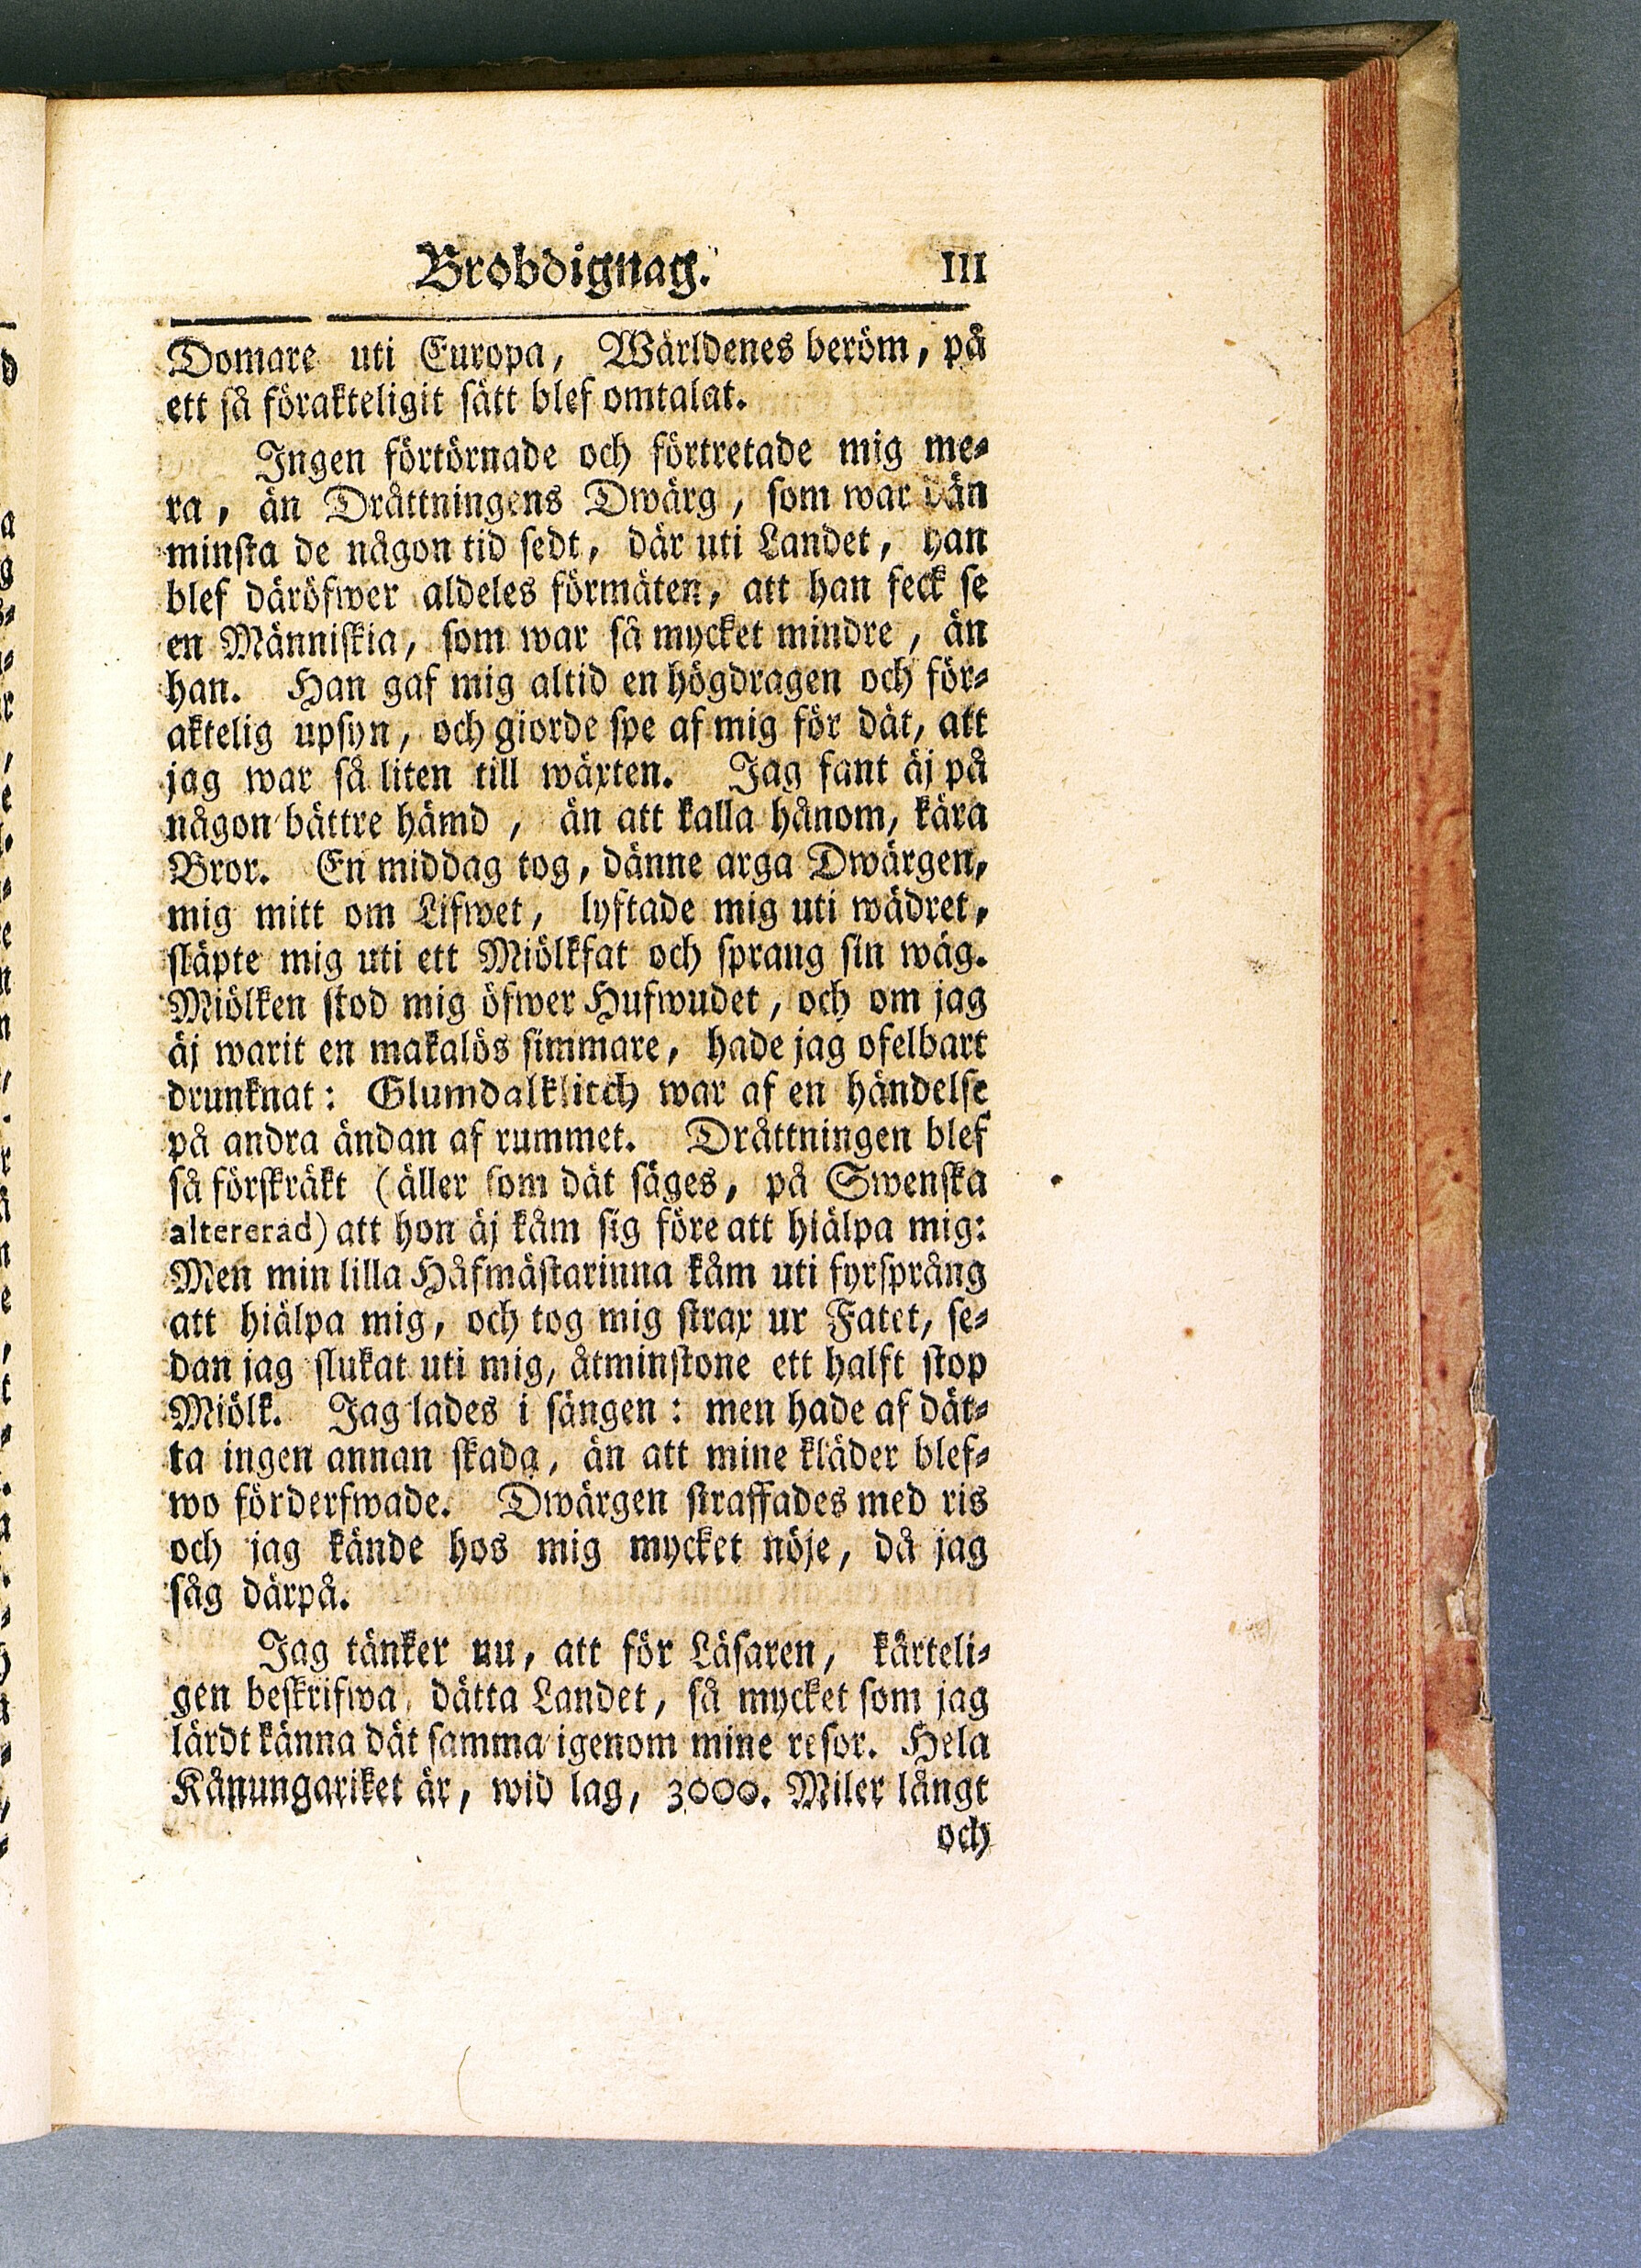 Brobdignag. 111
Domare uti Europa, Wärldenes beröm, på
ett så förakteligit sätt blef omtalat.
Ingen förtörnade och förtretade mig me-
ra, än Dråttningens Dwärg, som war dän
minsta de någon tid sedt, där uti Landet, han
blef däröfwer aldeles förmäten, att han feck se
en Människia, som war så mycket mindre, än
han. Han gaf mig altid en högdragen och för-
aktelig upsyn, och giorde spe af mig för dät, att
jag war så liten till wäxten. Jag fant äj på
någon bättre hämd, än att kalla hånom, kära
Bror. En middag tog, dänne arga Dwärgen,
mig mitt om Lifwet, lyftade mig uti wädret,
släpte mig uti ett Miölkfat och sprang sin wäg.
Miölken stod mig öfwer Hufwudet, och om jag
äj warit en makalös simmare, hade jag ofelbart
drunknat: Glumdalklitch war af en händelse
på andra ändan af rummet. Dråttningen blef
så förskräkt (äller som dät säges, på Swenska
altererad) att hon äj kåm sig före att hiälpa mig:
Men min lilla Håfmästarinna kåm uti fyrsprång
att hiälpa mig, och tog mig strax ur Fatet, se-
dan jag slukat uti mig, åtminstone ett halft stop
Miölk. Jag lades i sängen: men hade af dät-
ta ingen annan skada, än att mine kläder blef-
wo förderfwade. Dwärgen straffades med ris
och jag kände hos mig mycket nöje, då jag
såg därpå.
Jag tänker nu, att för Läsaren, kårteli-
gen beskrifwa dätta Landet, så mycket som jag
lärdt känna dät samma igenom mine resor. Hela
Kånungariket är, wid lag, 3000. Miler långt
och